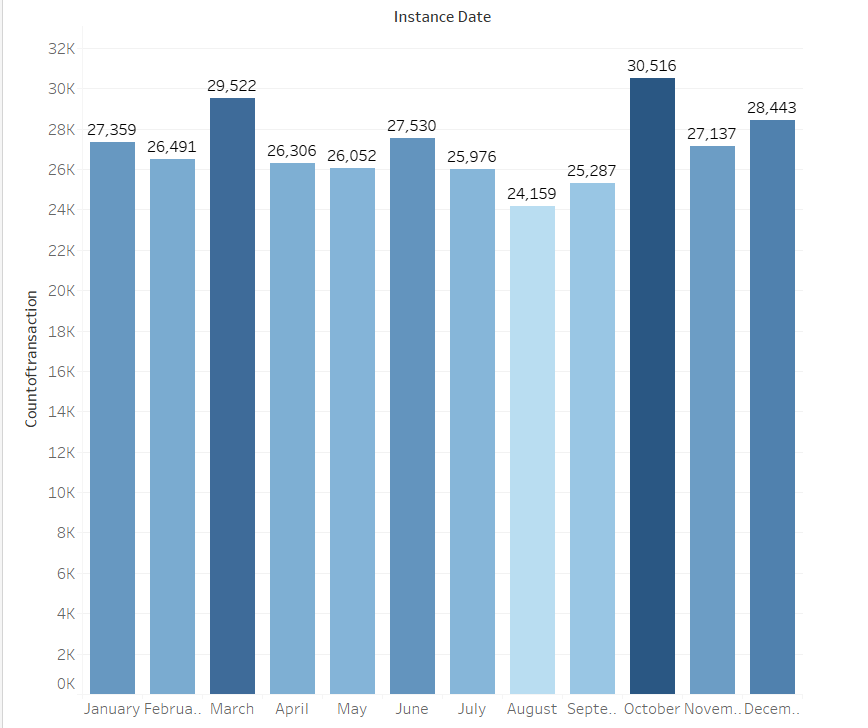 Instance Date
32K
30K
28K
26K
24K
22K
20K
18K
16K
14K
12K
10K
8K
6K
4K
2K
0K
Countoftransaction
27,359
26,491
29,522
26,306
26,052
27,530
25,976
24,159
25,287
30,516
27,137
28,443
January Februa.. March April May June July August Septe.. October Novem.. Decem..